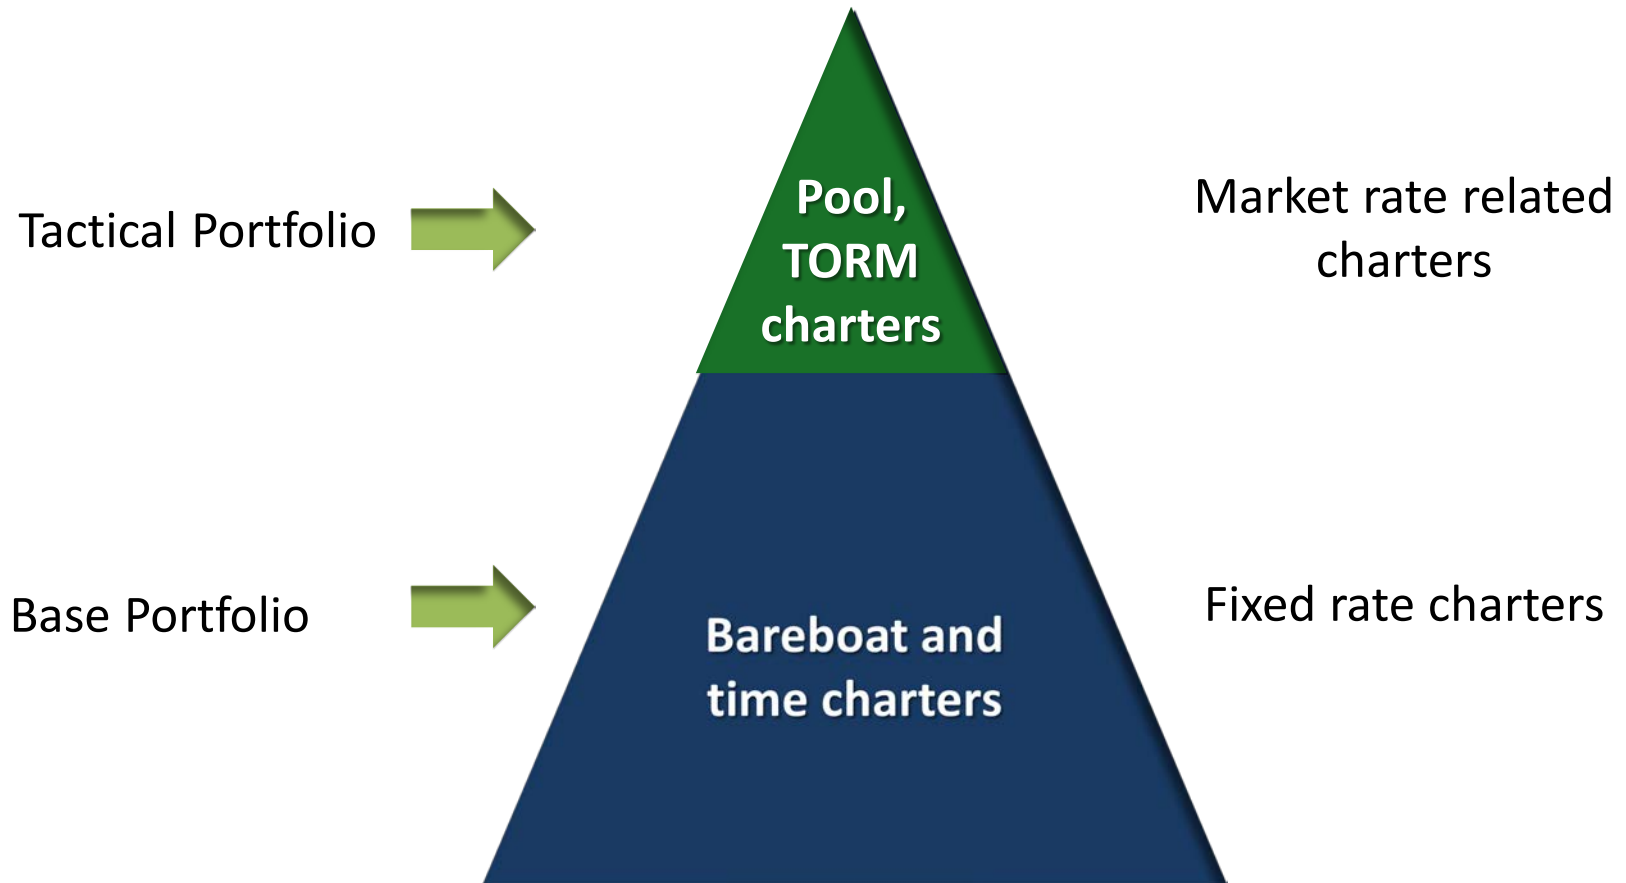 Tactical Portfolio
Pool,
TORM
charters
Market rate related
charters
Base Portfolio
Bareboat and
time charters
Fixed rate charters